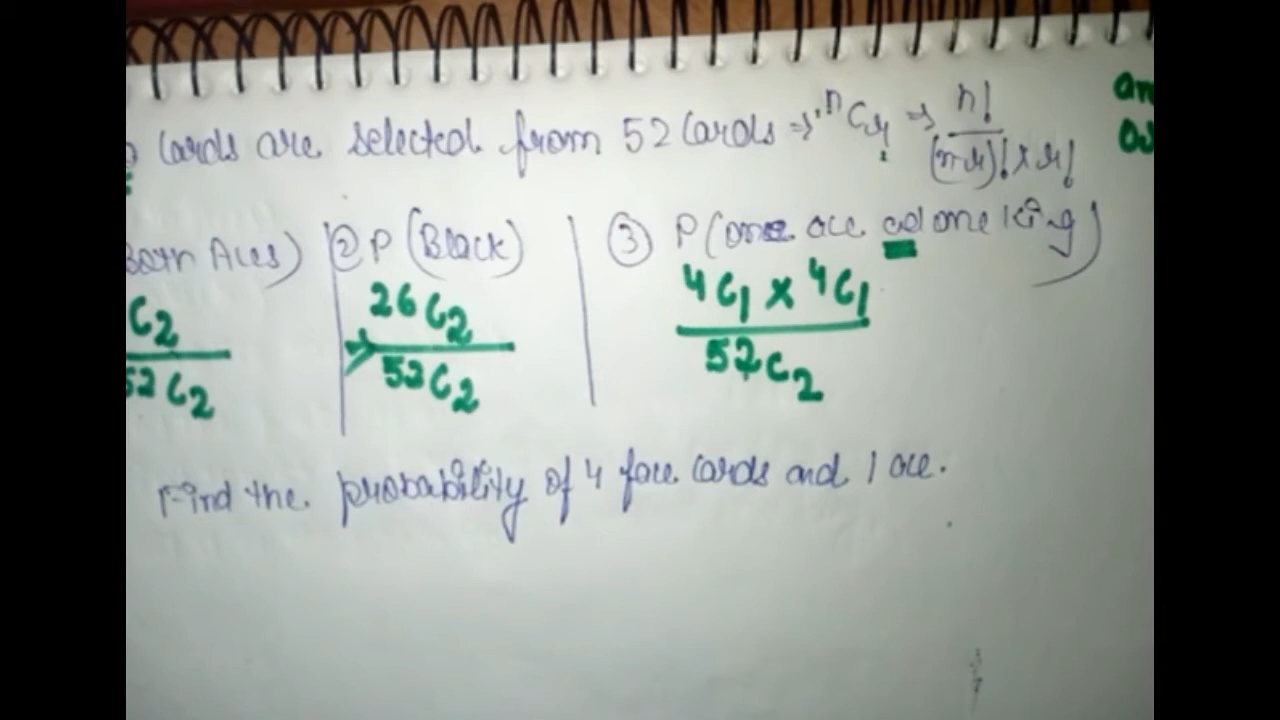 Cards are selected from 52 Cards ⇒ ⁿCᵣ ⇒ n! / (n-r)! × r!
Both Aces) | ② P (Black) | ③ P (one ace and one king)
C₂ / 52C₂ | ⇒ 26C₂ / 52C₂ | 4C₁ × 4C₁ / 52C₂
Find the probability of 4 face cards and 1 ace.